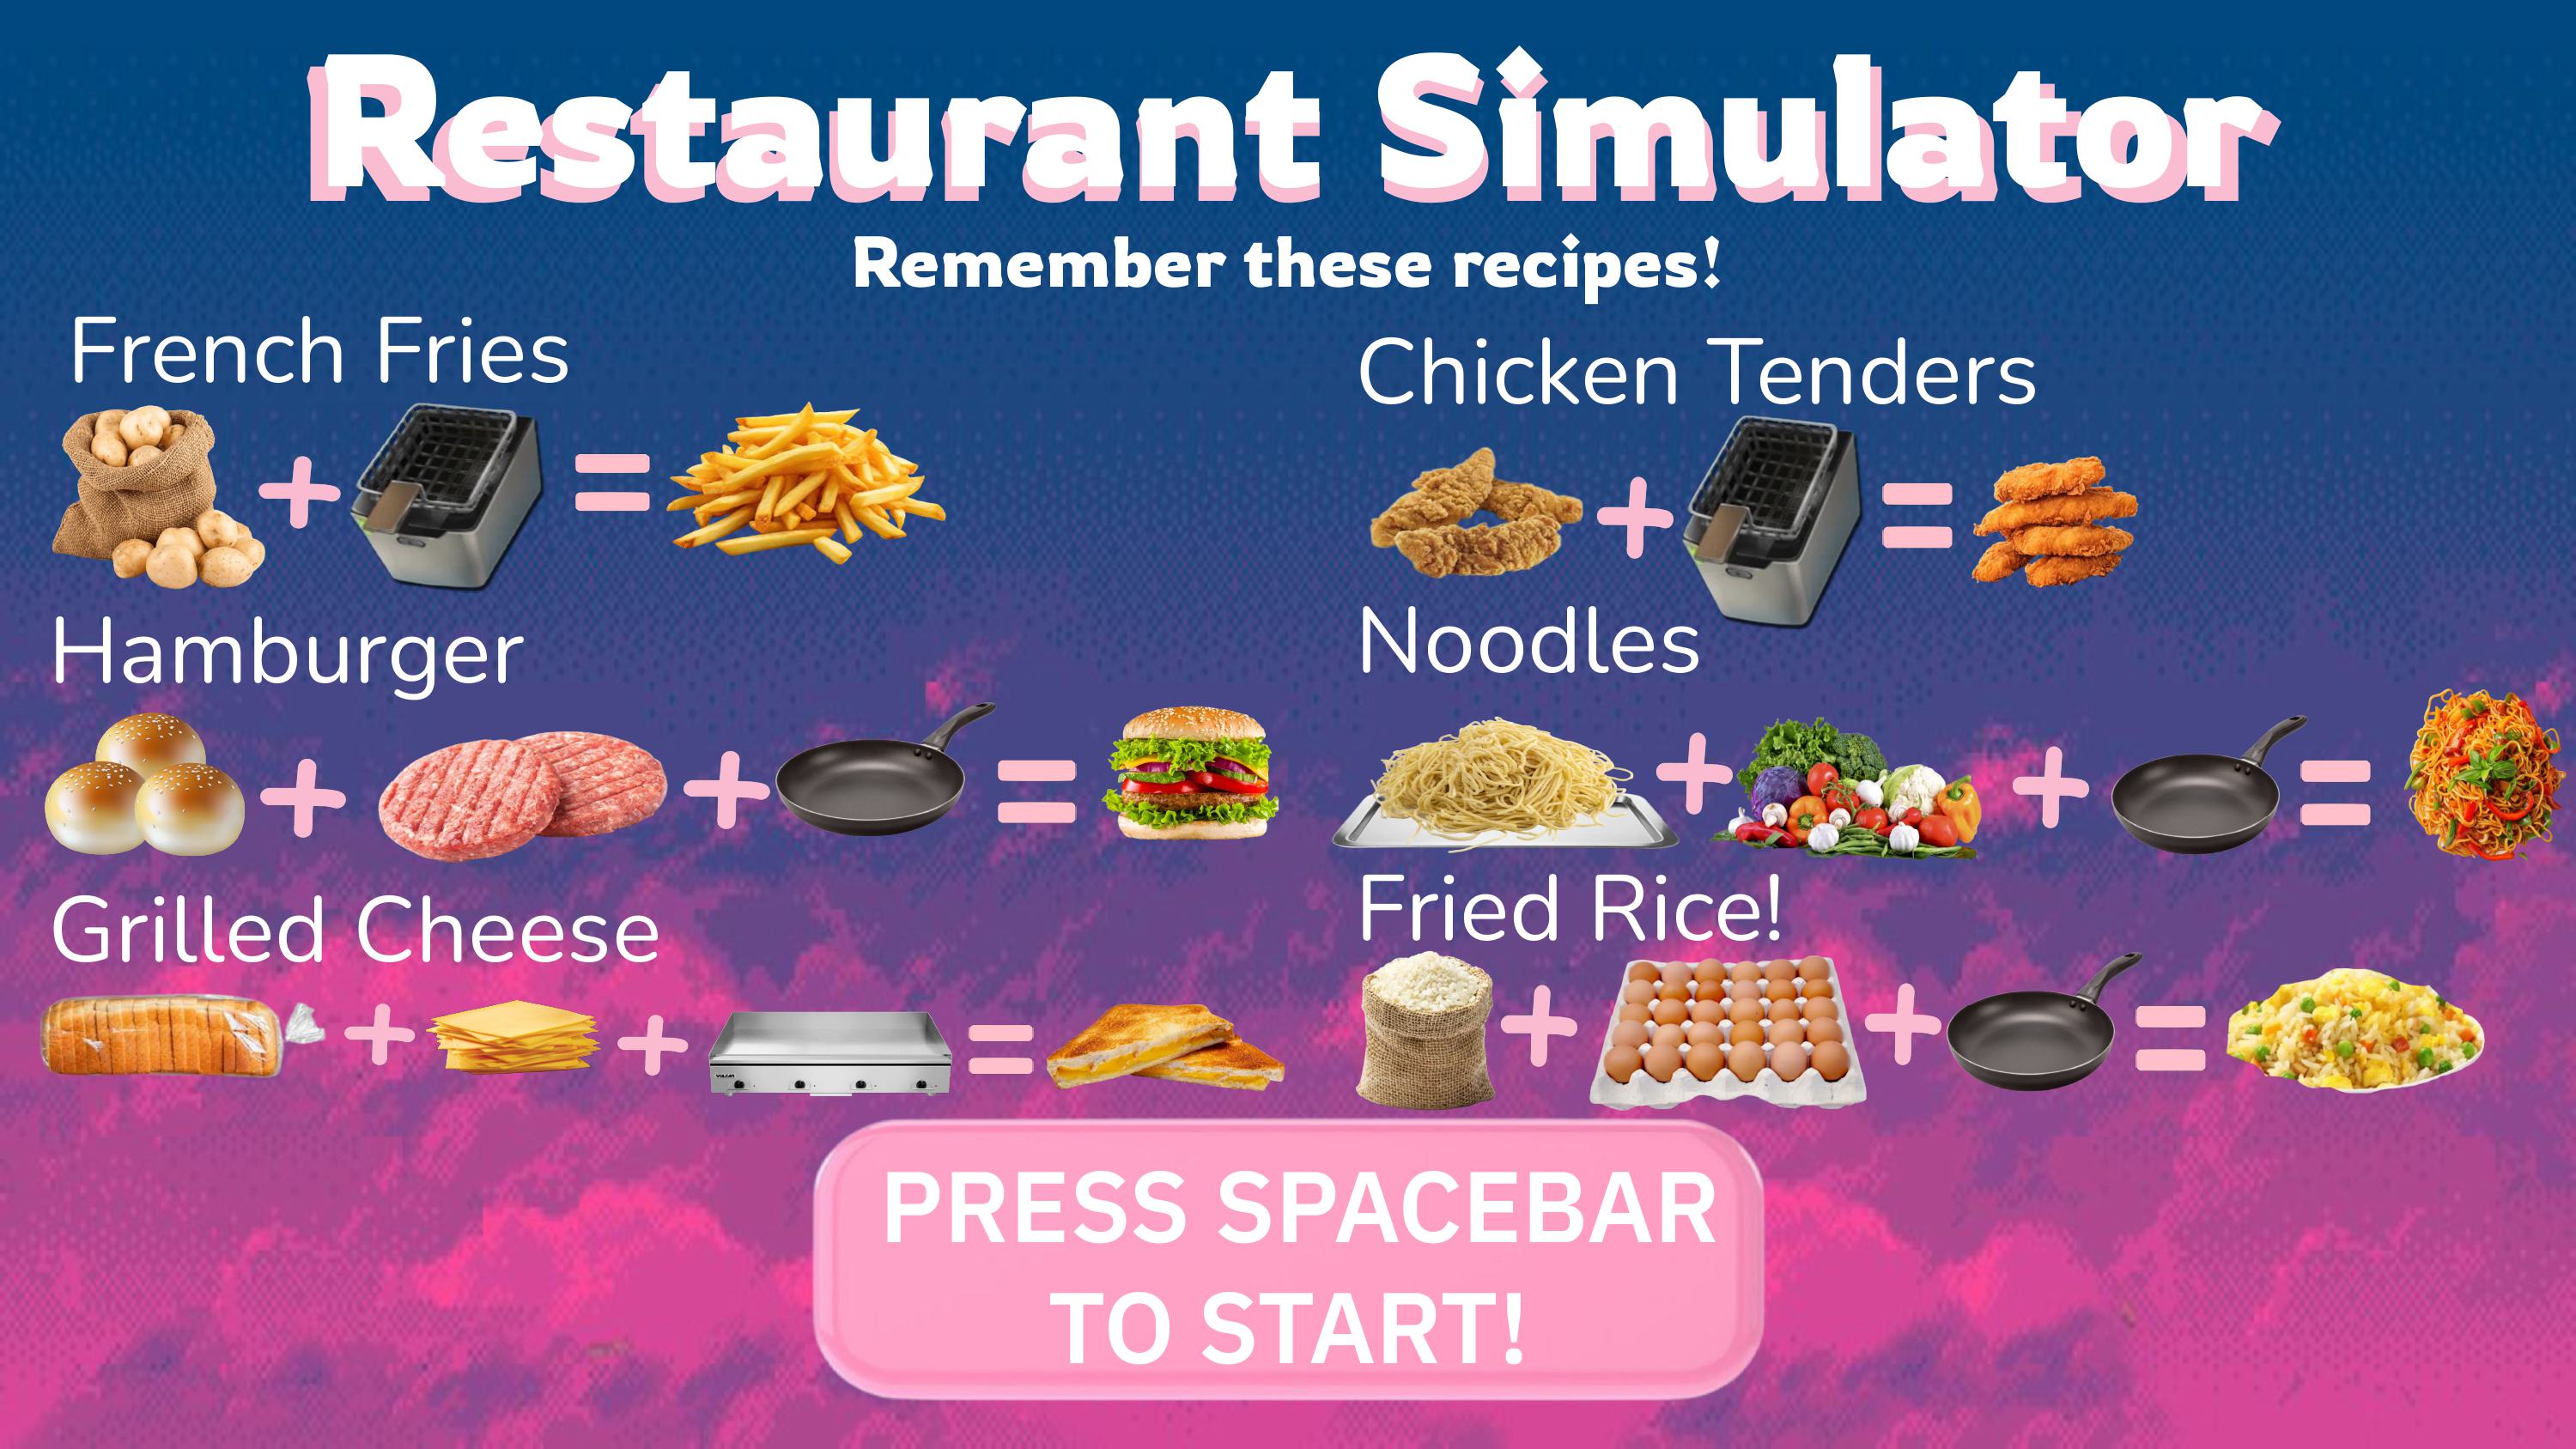 Restaurant Simulator
Remember these recipes!
French Fries
Chicken Tenders
Hamburger
Noodles
Grilled Cheese
Fried Rice!
VULCAN
PRESS SPACEBAR
TO START!